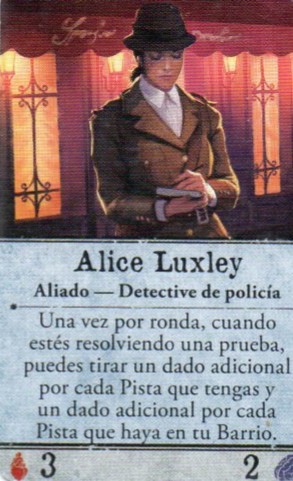 Alice Luxley
Aliado — Detective de policía
Una vez por ronda, cuando
estés resolviendo una prueba,
puedes tirar un dado adicional
por cada Pista que tengas y
un dado adicional por cada
Pista que haya en tu Barrio.
3 2